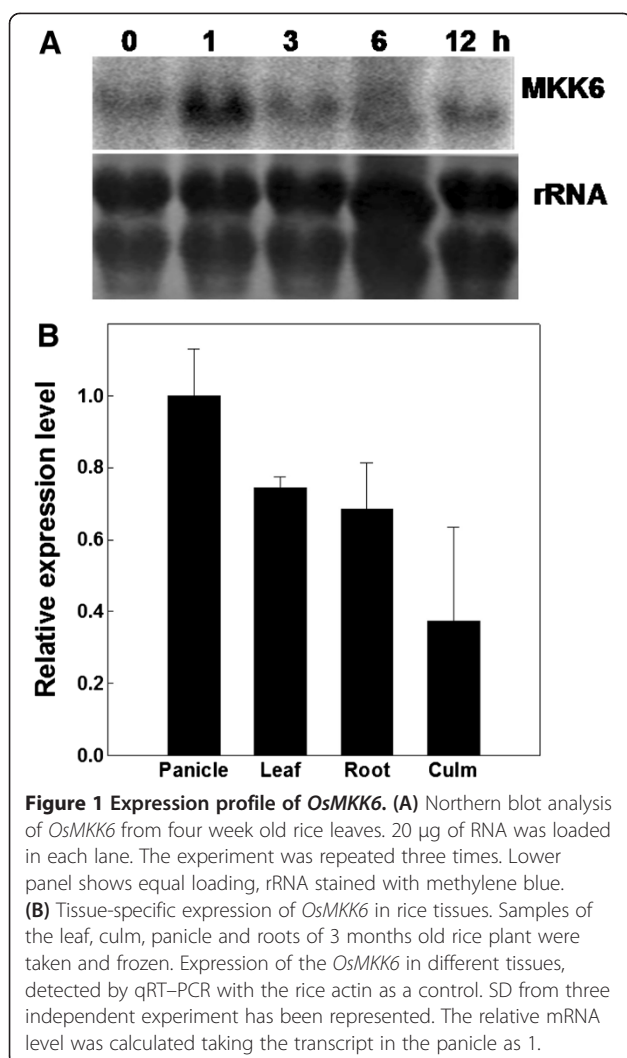 A 0 1 3 6 12 h
MKK6
rRNA
B
Relative expression level
1.0
0.8
0.6
0.4
0.2
0.0
Panicle Leaf Root Culm
Figure 1 Expression profile of OsMKK6. (A) Northern blot analysis
of OsMKK6 from four week old rice leaves. 20 μg of RNA was loaded
in each lane. The experiment was repeated three times. Lower
panel shows equal loading, rRNA stained with methylene blue.
(B) Tissue-specific expression of OsMKK6 in rice tissues. Samples of
the leaf, culm, panicle and roots of 3 months old rice plant were
taken and frozen. Expression of the OsMKK6 in different tissues,
detected by qRT–PCR with the rice actin as a control. SD from three
independent experiment has been represented. The relative mRNA
level was calculated taking the transcript in the panicle as 1.